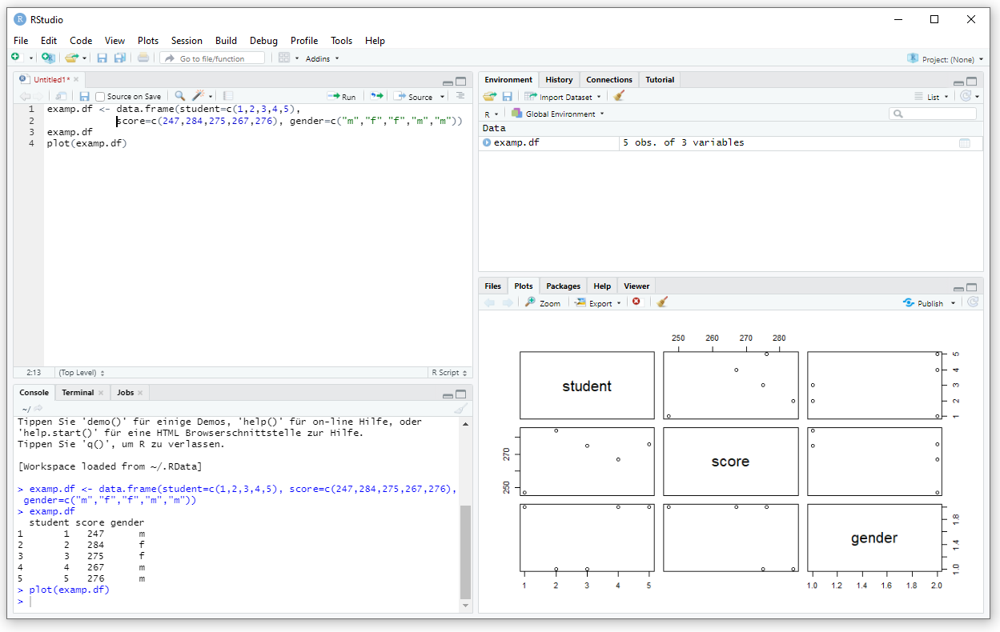 RStudio
File Edit Code View Plots Session Build Debug Profile Tools Help
Go to file/function Addins Project: (None)
Untitled1*
Source on Save Run Source
1 examp.df <- data.frame(student=c(1,2,3,4,5),
2 score=c(247,284,275,267,276), gender=c("m","f","f","m","m"))
3 examp.df
4 plot(examp.df)
2:13 (Top Level) R Script
Console Terminal Jobs
~/
Tippen Sie 'demo()' für einige Demos, 'help()' für on-line Hilfe, oder
'help.start()' für eine HTML Browserschnittstelle zur Hilfe.
Tippen Sie 'q()', um R zu verlassen.
[Workspace loaded from ~/.RData]
> examp.df <- data.frame(student=c(1,2,3,4,5), score=c(247,284,275,267,276),
gender=c("m","f","f","m","m"))
> examp.df
student score gender
1 1 247 m
2 2 284 f
3 3 275 f
4 4 267 m
5 5 276 m
> plot(examp.df)
>
Environment History Connections Tutorial
Import Dataset List
R Global Environment
Data
examp.df 5 obs. of 3 variables
Files Plots Packages Help Viewer
Zoom Export Publish
250 260 270 280
student
1 2 3 4 5
250 270
score
gender
1.0 1.4 1.8
1 2 3 4 5
1.0 1.2 1.4 1.6 1.8 2.0